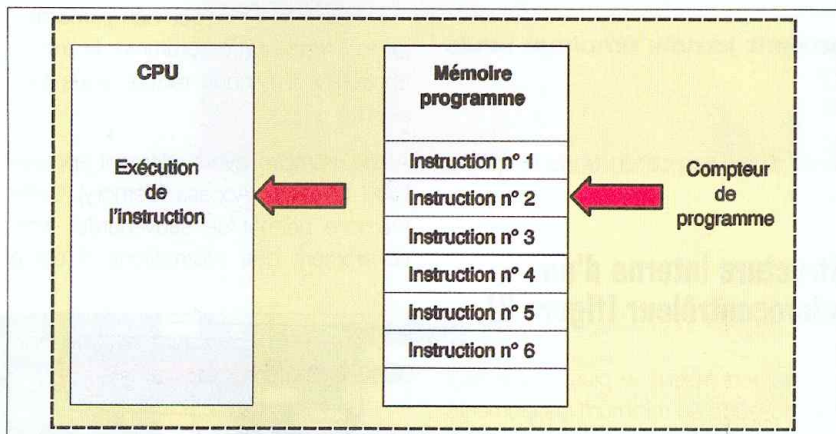 CPU
Exécution
de
l'instruction
Mémoire
programme
Instruction n° 1
Instruction n° 2
Instruction n° 3
Instruction n° 4
Instruction n° 5
Instruction n° 6
Compteur
de
programme